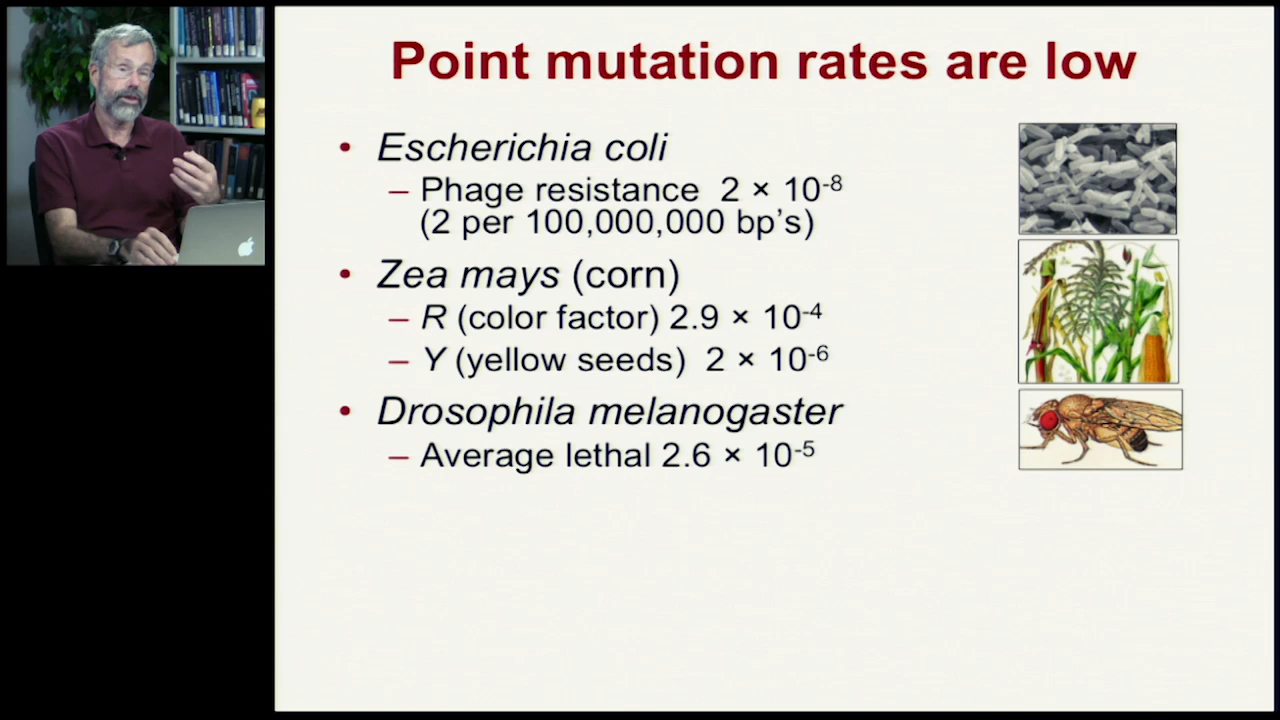 Point mutation rates are low
• Escherichia coli
– Phage resistance 2 × 10⁻⁸
(2 per 100,000,000 bp’s)
• Zea mays (corn)
– R (color factor) 2.9 × 10⁻⁴
– Y (yellow seeds) 2 × 10⁻⁶
• Drosophila melanogaster
– Average lethal 2.6 × 10⁻⁵